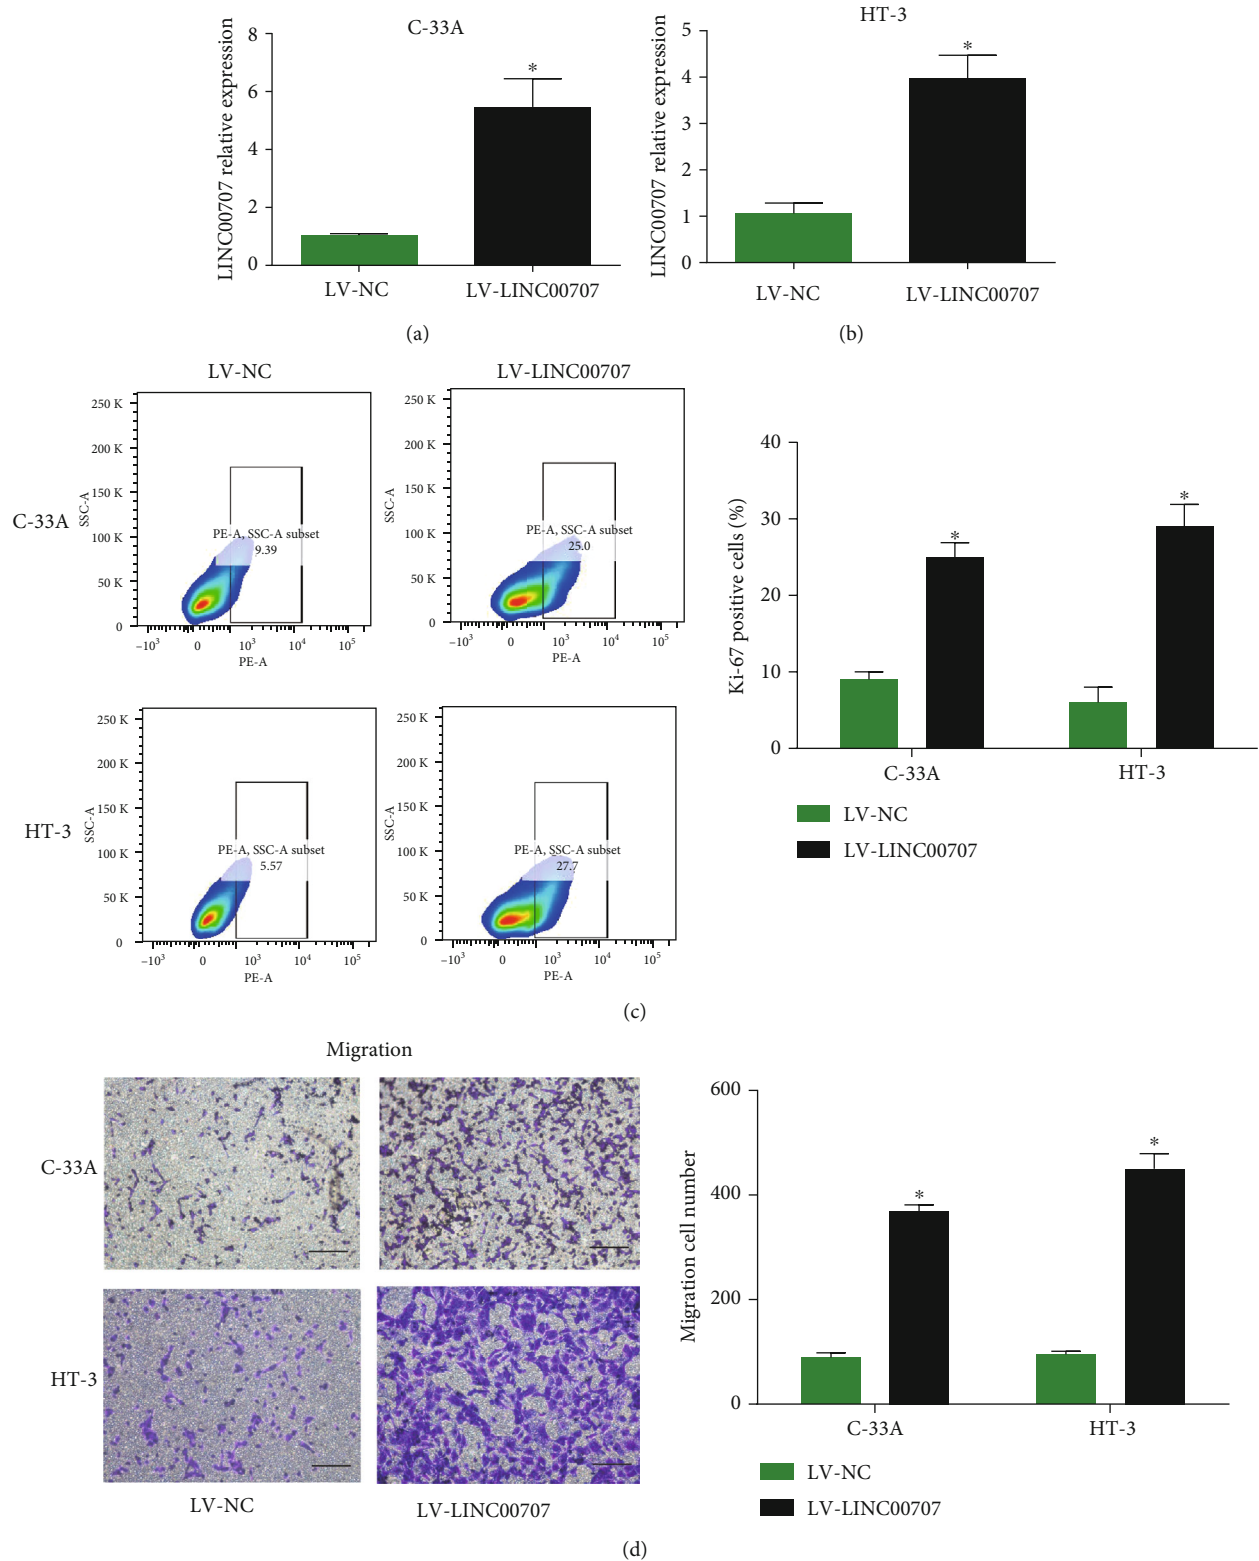 C-33A
LINC00707 relative expression
8
6
4
2
0
*
LV-NC
LV-LINC00707
(a)
HT-3
LINC00707 relative expression
5
4
3
2
1
0
*
LV-NC
LV-LINC00707
(b)
LV-NC
LV-LINC00707
C-33A
SSC-A
250 K
200 K
150 K
100 K
50 K
0
PE-A, SSC-A subset
9.39
–10³ 0 10³ 10⁴ 10⁵
PE-A
SSC-A
250 K
200 K
150 K
100 K
50 K
0
PE-A, SSC-A subset
25.0
–10³ 0 10³ 10⁴ 10⁵
PE-A
HT-3
SSC-A
250 K
200 K
150 K
100 K
50 K
0
PE-A, SSC-A subset
5.57
–10³ 0 10³ 10⁴ 10⁵
PE-A
SSC-A
250 K
200 K
150 K
100 K
50 K
0
PE-A, SSC-A subset
27.7
–10³ 0 10³ 10⁴ 10⁵
PE-A
Ki-67 positive cells (%)
40
30
20
10
0
*
*
C-33A
HT-3
LV-NC
LV-LINC00707
(c)
Migration
C-33A
HT-3
LV-NC
LV-LINC00707
Migration cell number
600
400
200
0
*
*
C-33A
HT-3
LV-NC
LV-LINC00707
(d)